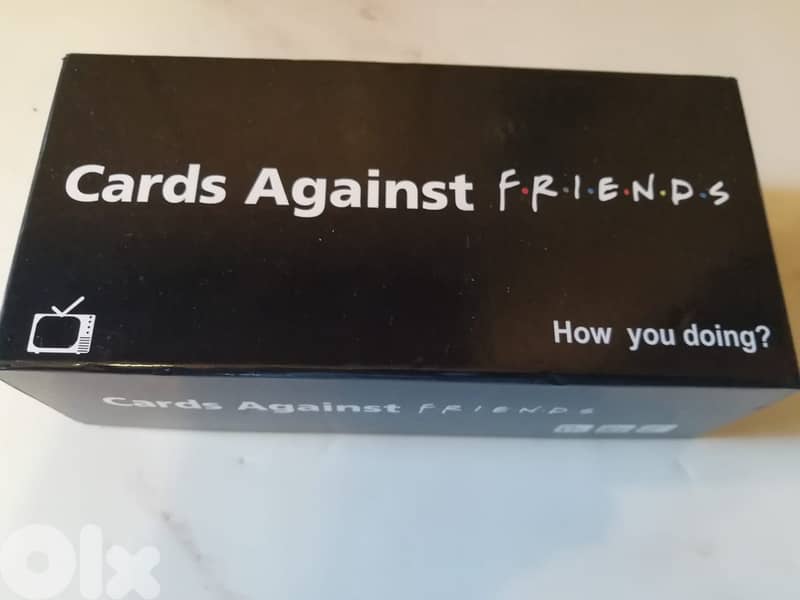 Cards Against F•R•I•E•N•D•S
How you doing?
Cards Against F•R•I•E•N•D•S
Olx